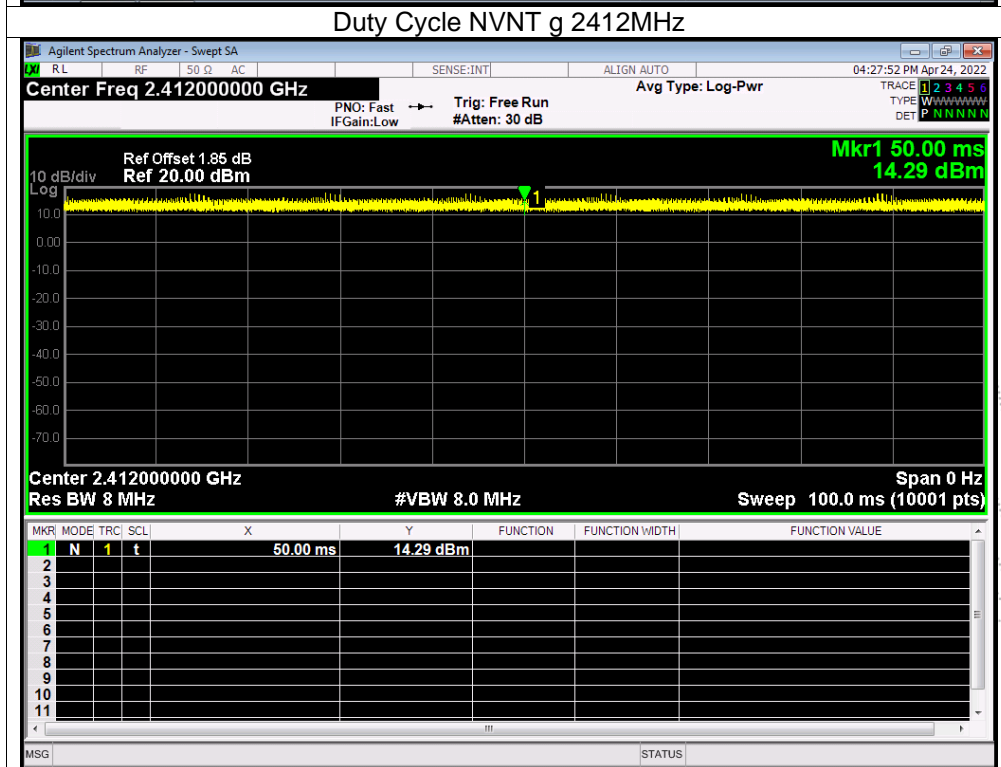 Duty Cycle NVNT g 2412MHz
Agilent Spectrum Analyzer - Swept SA
LXI RL RF 50 Ω AC SENSE:INT ALIGN AUTO 04:27:52 PM Apr 24, 2022
Center Freq 2.412000000 GHz Avg Type: Log-Pwr TRACE 1 2 3 4 5 6
PNO: Fast Trig: Free Run TYPE WWWWWWW
IFGain:Low #Atten: 30 dB DET P N N N N N
Mkr1 50.00 ms
Ref Offset 1.85 dB
10 dB/div Ref 20.00 dBm 14.29 dBm
Log
1
10.0
0.00
-10.0
-20.0
-30.0
-40.0
-50.0
-60.0
-70.0
Center 2.412000000 GHz Span 0 Hz
Res BW 8 MHz #VBW 8.0 MHz Sweep 100.0 ms (10001 pts)
MKR MODE TRC SCL X Y FUNCTION FUNCTION WIDTH FUNCTION VALUE
1 N 1 t 50.00 ms 14.29 dBm
2
3
4
5
6
7
8
9
10
11
MSG STATUS